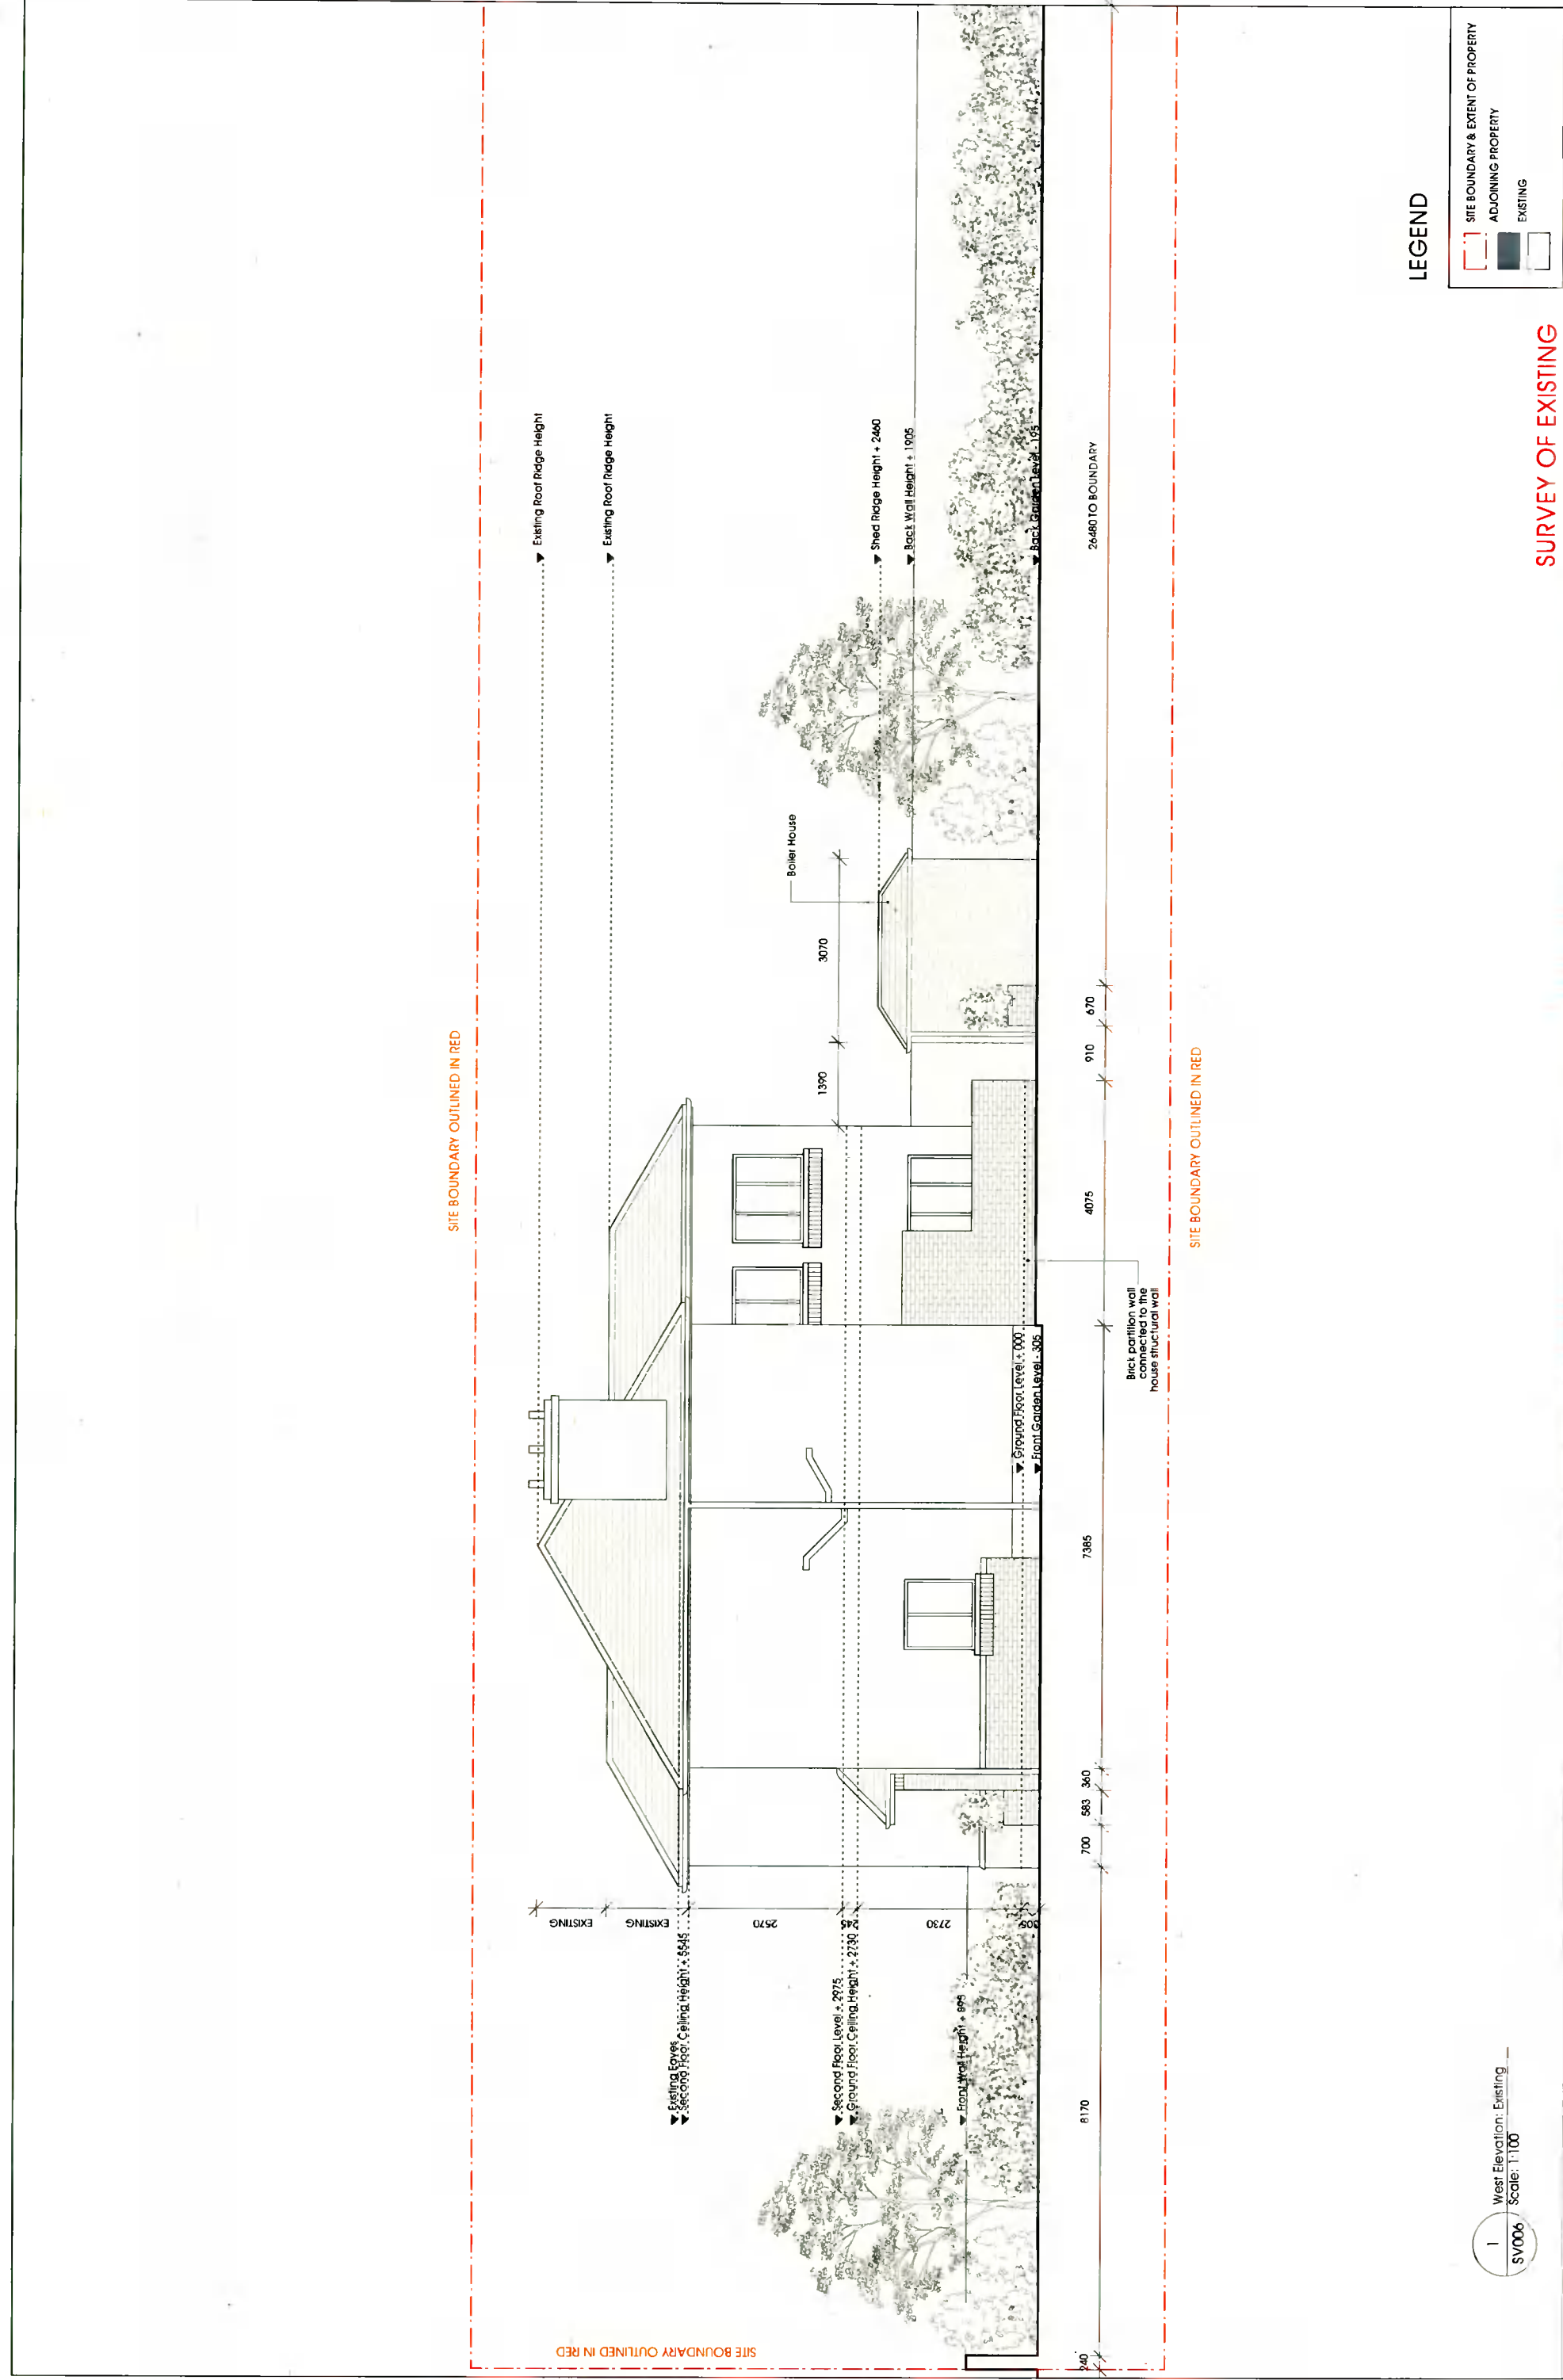 SITE BOUNDARY OUTLINED IN RED
Existing Roof Ridge Height
Existing Roof Ridge Height
EXISTING
EXISTING
2570
245
2730
305
Existing Eaves
Second Floor Ceiling Height + 5545
Second Floor Level + 2975
Ground Floor Ceiling Height + 2730
Front Wall Height + 895
Boiler House
1390
3070
Shed Ridge Height + 2460
Back Wall Height + 1905
Back Garden Level - 195
Ground Floor Level + 000
Front Garden Level - 305
SITE BOUNDARY OUTLINED IN RED
240
8170
700
583
360
7385
4075
910
670
26480 TO BOUNDARY
Brick partition wall
connected to the
house structural wall
SITE BOUNDARY OUTLINED IN RED
LEGEND
SITE BOUNDARY & EXTENT OF PROPERTY
ADJOINING PROPERTY
EXISTING
1
SV006
West Elevation: Existing
Scale: 1:100
SURVEY OF EXISTING